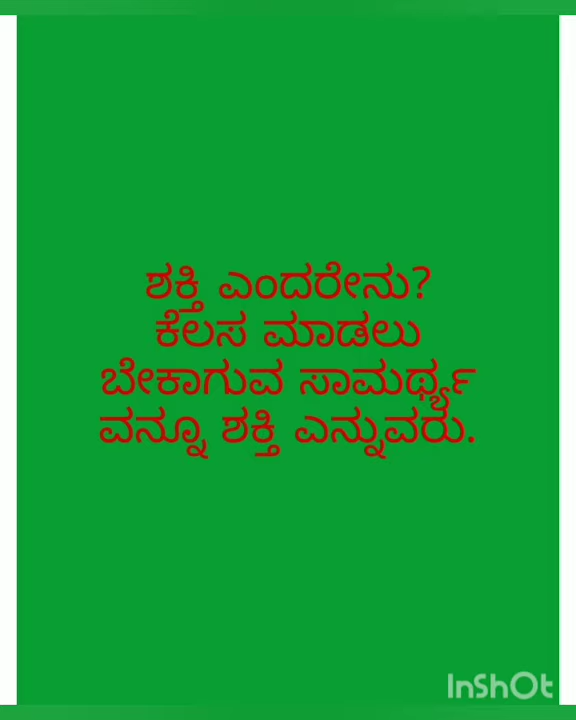 ಶಕ್ತಿ ಎಂದರೇನು?
ಕೆಲಸ ಮಾಡಲು
ಬೇಕಾಗುವ ಸಾಮರ್ಥ್ಯ
ವನ್ನೂ ಶಕ್ತಿ ಎನ್ನುವರು.
InShOt